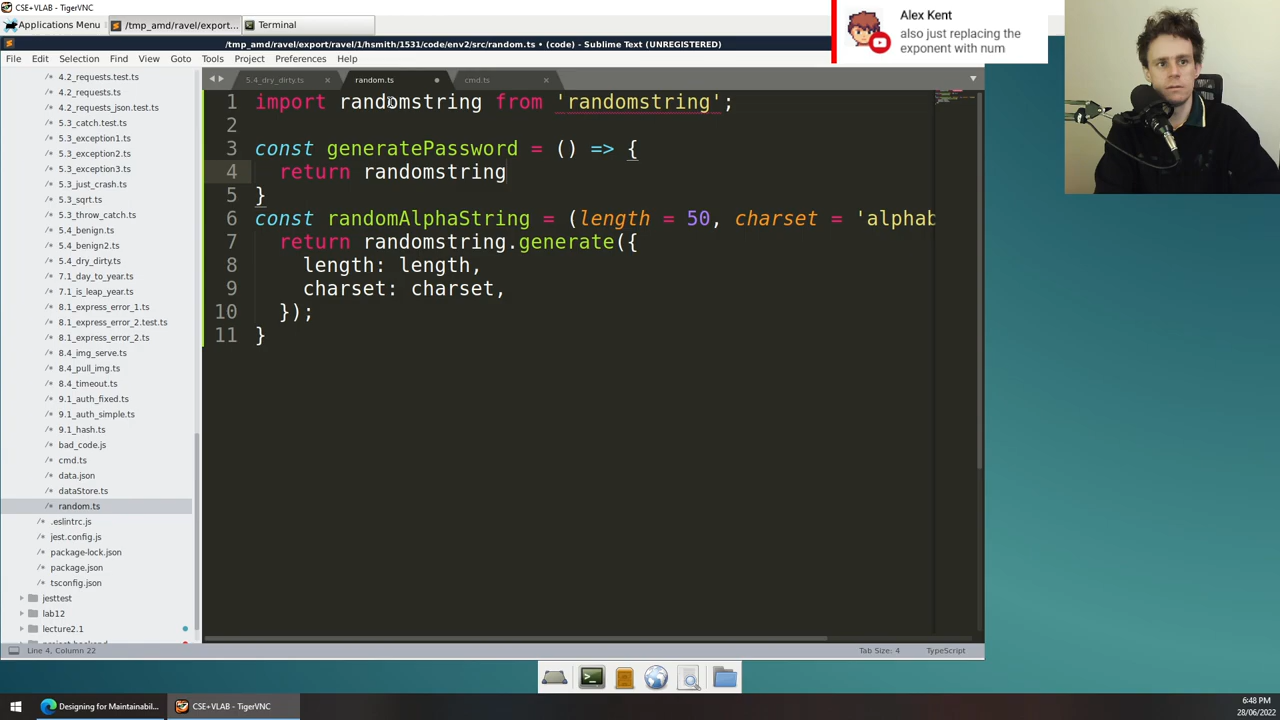 CSE+VLAB - TigerVNC
Applications Menu
/tmp_amd/ravel/export...
Terminal
/tmp_amd/ravel/export/ravel/1/hsmith/1531/code/env2/src/random.ts • (code) - Sublime Text (UNREGISTERED)
File Edit Selection Find View Goto Tools Project Preferences Help
4.2_requests.test.ts
4.2_requests.ts
4.2_requests_json.test.ts
5.3_catch.test.ts
5.3_exception1.ts
5.3_exception2.ts
5.3_exception3.ts
5.3_just_crash.ts
5.3_sqrt.ts
5.3_throw_catch.ts
5.4_benign.ts
5.4_benign2.ts
5.4_dry_dirty.ts
7.1_day_to_year.ts
7.1_is_leap_year.ts
8.1_express_error_1.ts
8.1_express_error_2.test.ts
8.1_express_error_2.ts
8.4_img_serve.ts
8.4_pull_img.ts
8.4_timeout.ts
9.1_auth_fixed.ts
9.1_auth_simple.ts
9.1_hash.ts
bad_code.js
cmd.ts
data.json
dataStore.ts
random.ts
.eslintrc.js
jest.config.js
package-lock.json
package.json
tsconfig.json
jesttest
lab12
lecture2.1
5.4_dry_dirty.ts
random.ts
cmd.ts
1 import randomstring from 'randomstring';
2
3 const generatePassword = () => {
4 return randomstring
5 }
6 const randomAlphaString = (length = 50, charset = 'alphab
7 return randomstring.generate({
8 length: length,
9 charset: charset,
10 });
11 }
Alex Kent
also just replacing the
exponent with num
Line 4, Column 22
Tab Size: 4
TypeScript
Designing for Maintainabil...
CSE+VLAB - TigerVNC
6:48 PM
28/06/2022